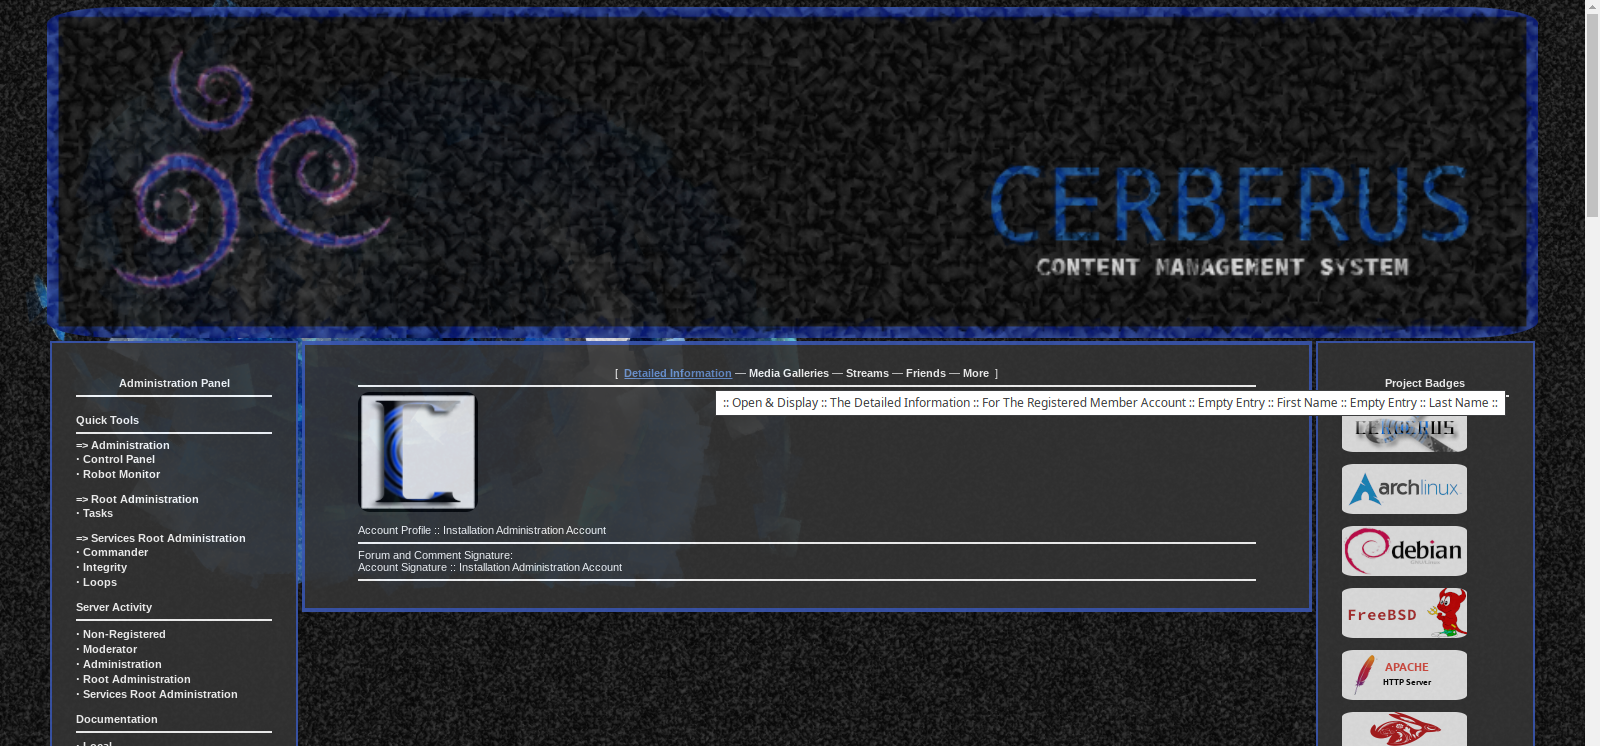 CERBERUS
CONTENT MANAGEMENT SYSTEM
Administration Panel
Quick Tools
=> Administration
· Control Panel
· Robot Monitor
=> Root Administration
· Tasks
=> Services Root Administration
· Commander
· Integrity
· Loops
Server Activity
· Non-Registered
· Moderator
· Administration
· Root Administration
· Services Root Administration
Documentation
· Local
[ Detailed Information — Media Galleries — Streams — Friends — More ]
:: Open & Display :: The Detailed Information :: For The Registered Member Account :: Empty Entry :: First Name :: Empty Entry :: Last Name ::
Account Profile :: Installation Administration Account
Forum and Comment Signature:
Account Signature :: Installation Administration Account
Project Badges
CERBERUS
archlinux
debian
FreeBSD
APACHE
HTTP Server